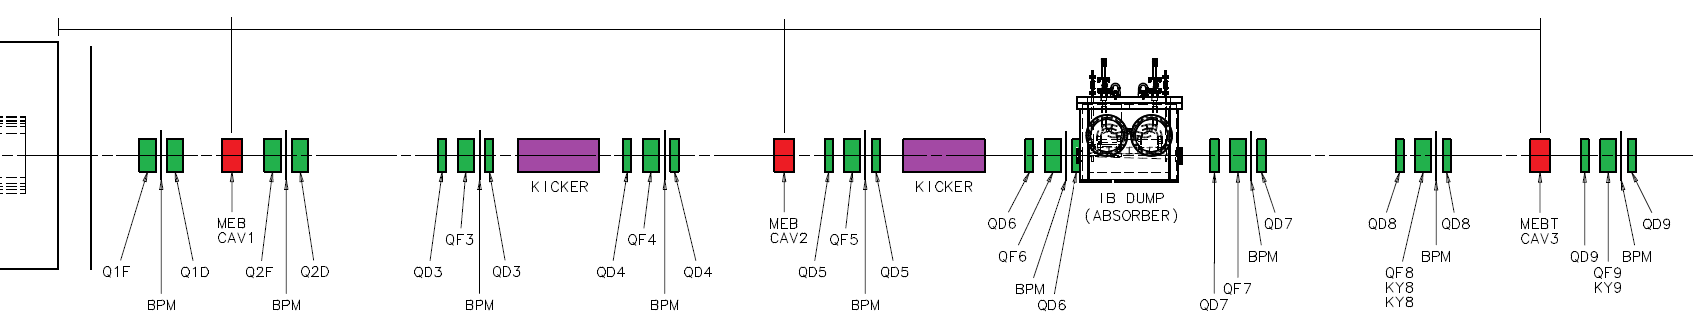 Q1F
BPM
Q1D
MEB
CAV1
Q2F
BPM
Q2D
QD3
QF3
BPM
QD3
KICKER
QD4
QF4
BPM
QD4
MEB
CAV2
QD5
QF5
BPM
QD5
KICKER
QD6
QF6
BPM
QD6
IB DUMP
(ABSORBER)
QD7
QF7
BPM
QD7
QD8
QF8
KY8
KY8
BPM
QD8
MEBT
CAV3
QD9
QF9
KY9
BPM
QD9